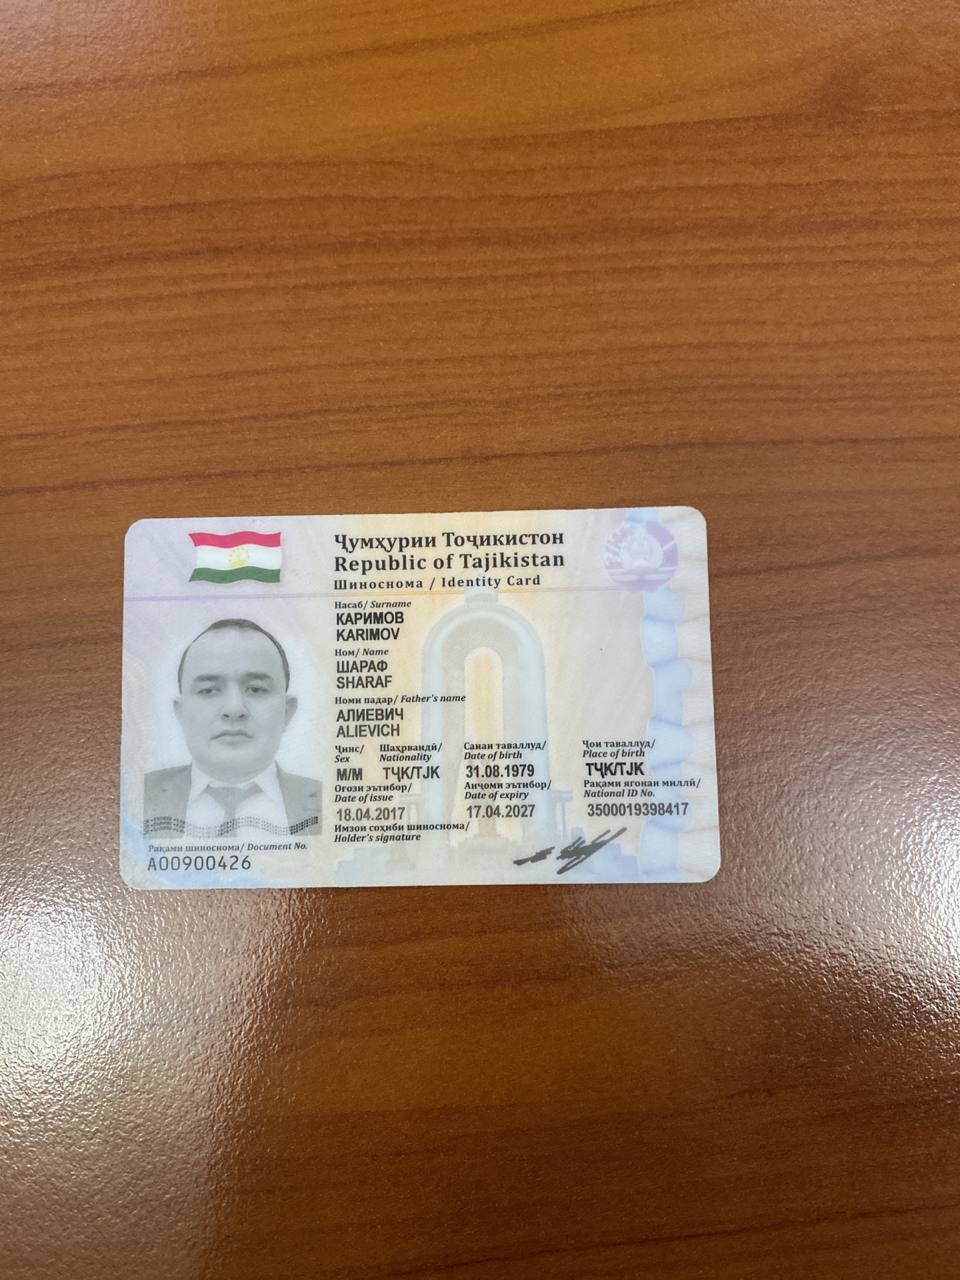 Ҷумҳурии Тоҷикистон
Republic of Tajikistan
Шиноснома / Identity Card
Насаб/ Surname
КАРИМОВ
KARIMOV
Ном/ Name
ШАРАФ
SHARAF
Номи падар/ Father's name
АЛИЕВИЧ
ALIEVICH
Ҷинс/ Sex Шаҳрвандӣ/ Nationality Санаи таваллуд/ Date of birth Ҷои таваллуд/ Place of birth
М/M ТҶК/TJK 31.08.1979 ТҶК/TJK
Оғози эътибор/ Date of issue Анҷоми эътибор/ Date of expiry Рақами ягонаи миллӣ/ National ID No.
18.04.2017 17.04.2027 3500019398417
Имзои соҳиби шиноснома/
Holder's signature
Рақами шиноснома/ Document No.
A00900426